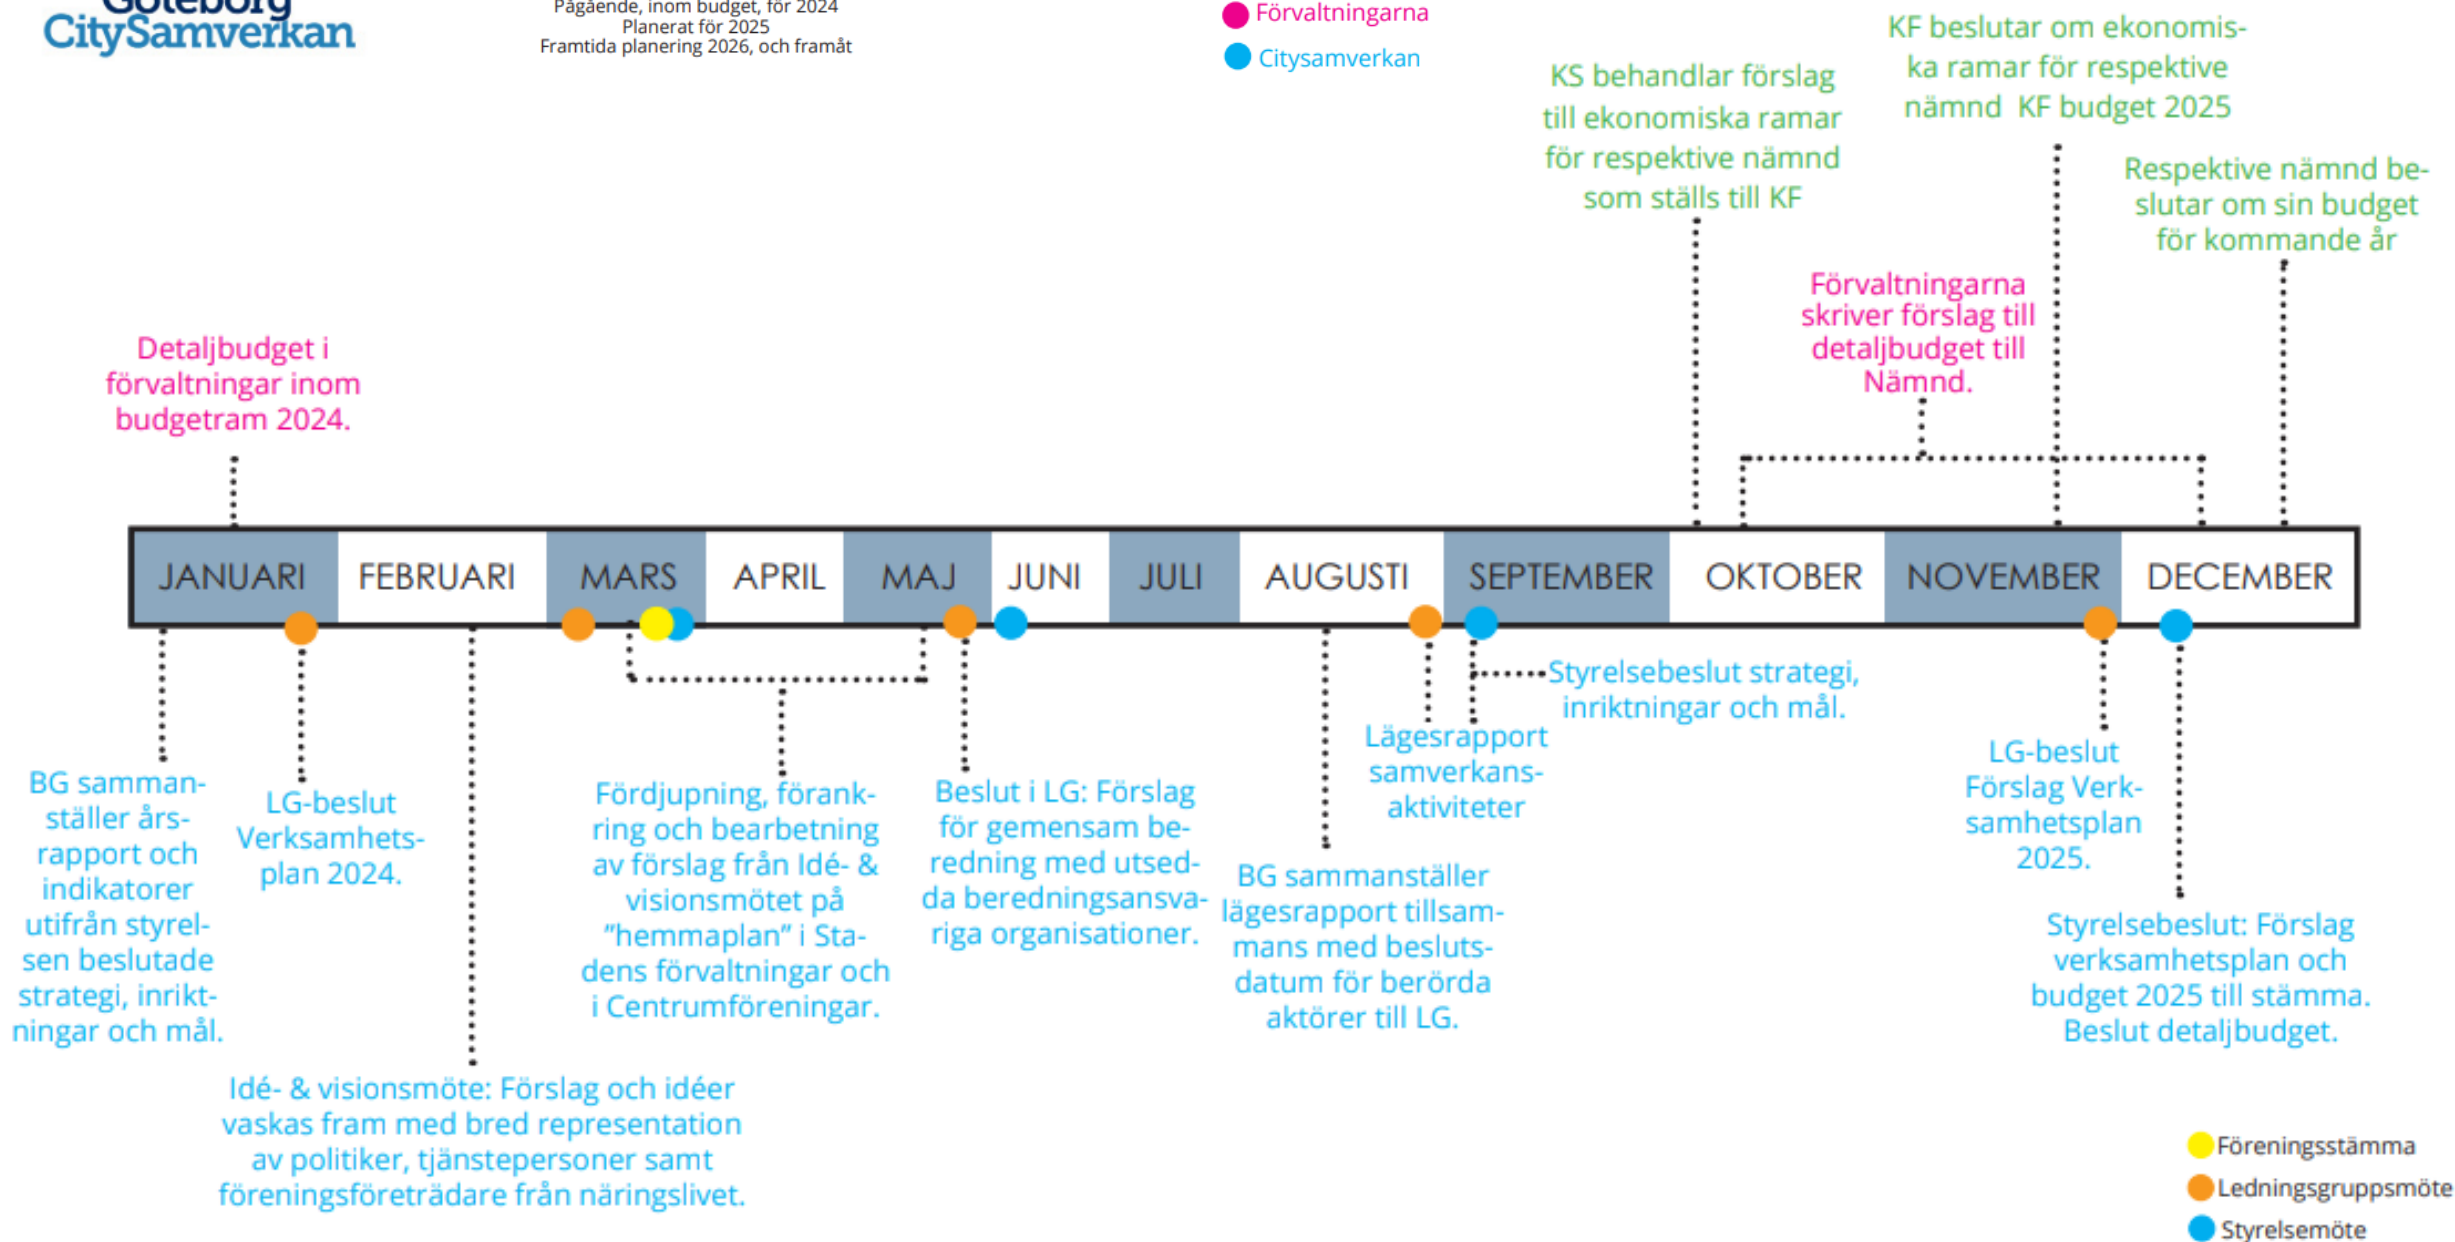 Göteborg
CitySamverkan
Pågående, inom budget, för 2024
Planerat för 2025
Framtida planering 2026, och framåt
Förvaltningarna
Citysamverkan
KS behandlar förslag
till ekonomiska ramar
för respektive nämnd
som ställs till KF
KF beslutar om ekonomis-
ka ramar för respektive
nämnd  KF budget 2025
Respektive nämnd be-
slutar om sin budget
för kommande år
Förvaltningarna
skriver förslag till
detaljbudget till
Nämnd.
Detaljbudget i
förvaltningar inom
budgetram 2024.
JANUARI FEBRUARI MARS APRIL MAJ JUNI JULI AUGUSTI SEPTEMBER OKTOBER NOVEMBER DECEMBER
BG samman-
ställer års-
rapport och
indikatorer
utifrån styrel-
sen beslutade
strategi, inrikt-
ningar och mål.
LG-beslut
Verksamhets-
plan 2024.
Idé- & visionsmöte: Förslag och idéer
vaskas fram med bred representation
av politiker, tjänstepersoner samt
föreningsföreträdare från näringslivet.
Fördjupning, förank-
ring och bearbetning
av förslag från Idé- &
visionsmötet på
”hemmaplan” i Sta-
dens förvaltningar och
i Centrumföreningar.
Beslut i LG: Förslag
för gemensam be-
redning med utsed-
da beredningsansva-
riga organisationer.
BG sammanställer
lägesrapport tillsam-
mans med besluts-
datum för berörda
aktörer till LG.
Lägesrapport
samverkans-
aktiviteter
Styrelsebeslut strategi,
inriktningar och mål.
LG-beslut
Förslag Verk-
samhetsplan
2025.
Styrelsebeslut: Förslag
verksamhetsplan och
budget 2025 till stämma.
Beslut detaljbudget.
Föreningsstämma
Ledningsgruppsmöte
Styrelsemöte